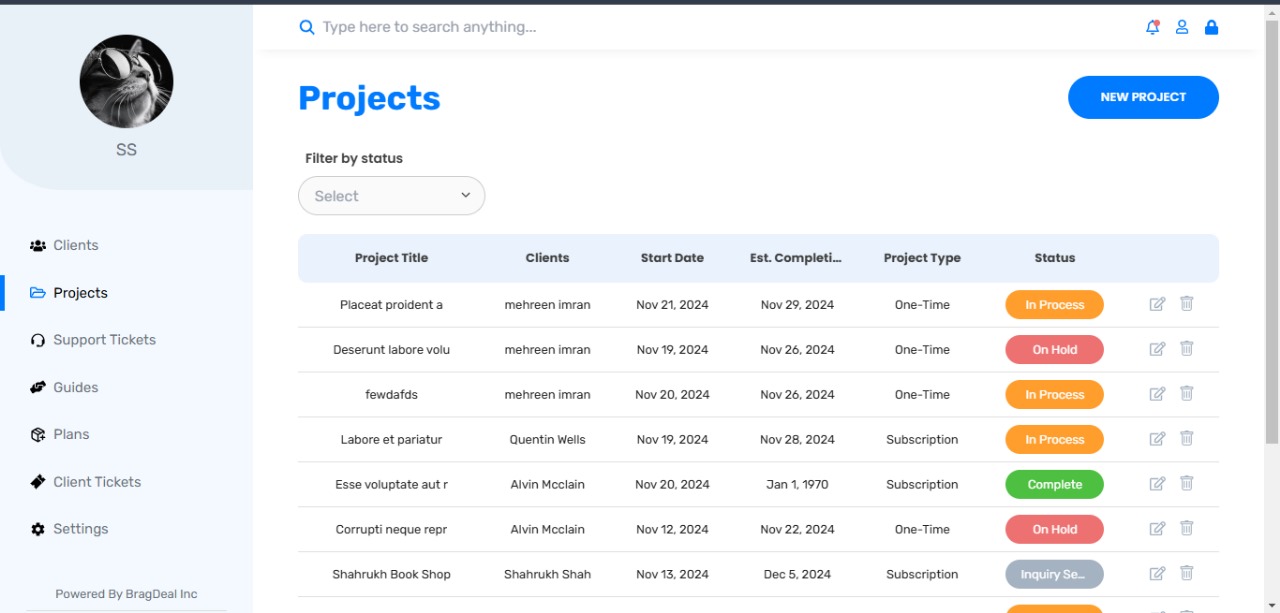 Type here to search anything...
SS
Projects
NEW PROJECT
Filter by status
Select
Clients
Projects
Support Tickets
Guides
Plans
Client Tickets
Settings
Powered By BragDeal Inc
Project Title Clients Start Date Est. Completi... Project Type Status
Placeat proident a mehreen imran Nov 21, 2024 Nov 29, 2024 One-Time In Process
Deserunt labore volu mehreen imran Nov 19, 2024 Nov 26, 2024 One-Time On Hold
fewdafds mehreen imran Nov 20, 2024 Nov 26, 2024 One-Time In Process
Labore et pariatur Quentin Wells Nov 19, 2024 Nov 28, 2024 Subscription In Process
Esse voluptate aut r Alvin Mcclain Nov 20, 2024 Jan 1, 1970 Subscription Complete
Corrupti neque repr Alvin Mcclain Nov 12, 2024 Nov 22, 2024 One-Time On Hold
Shahrukh Book Shop Shahrukh Shah Nov 13, 2024 Dec 5, 2024 Subscription Inquiry Se...